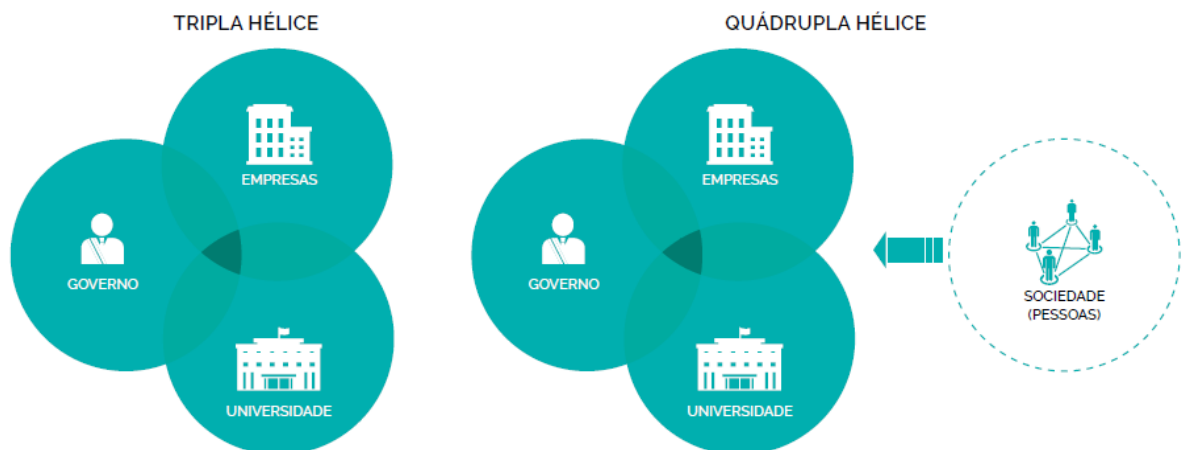 TRIPLA HÉLICE
EMPRESAS
GOVERNO
UNIVERSIDADE
QUÁDRUPLA HÉLICE
EMPRESAS
GOVERNO
UNIVERSIDADE
SOCIEDADE
(PESSOAS)